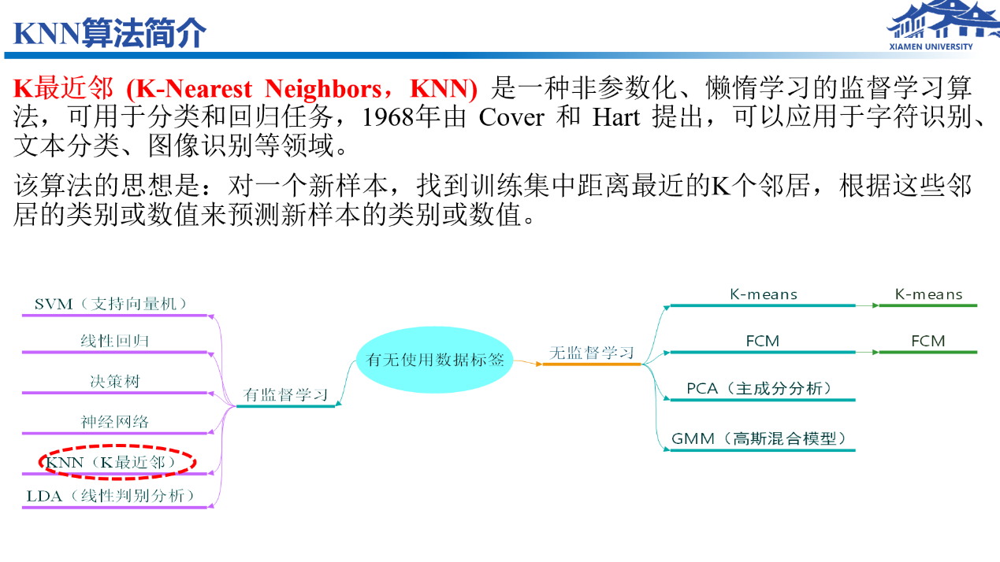 KNN算法简介
XIAMEN UNIVERSITY
K最近邻 (K-Nearest Neighbors，KNN) 是一种非参数化、懒惰学习的监督学习算
法，可用于分类和回归任务，1968年由 Cover 和 Hart 提出，可以应用于字符识别、
文本分类、图像识别等领域。
该算法的思想是：对一个新样本，找到训练集中距离最近的K个邻居，根据这些邻
居的类别或数值来预测新样本的类别或数值。
SVM（支持向量机）
线性回归
决策树
神经网络
KNN（K最近邻）
LDA（线性判别分析）
有监督学习
有无使用数据标签
无监督学习
K-means
K-means
FCM
FCM
PCA（主成分分析）
GMM（高斯混合模型）